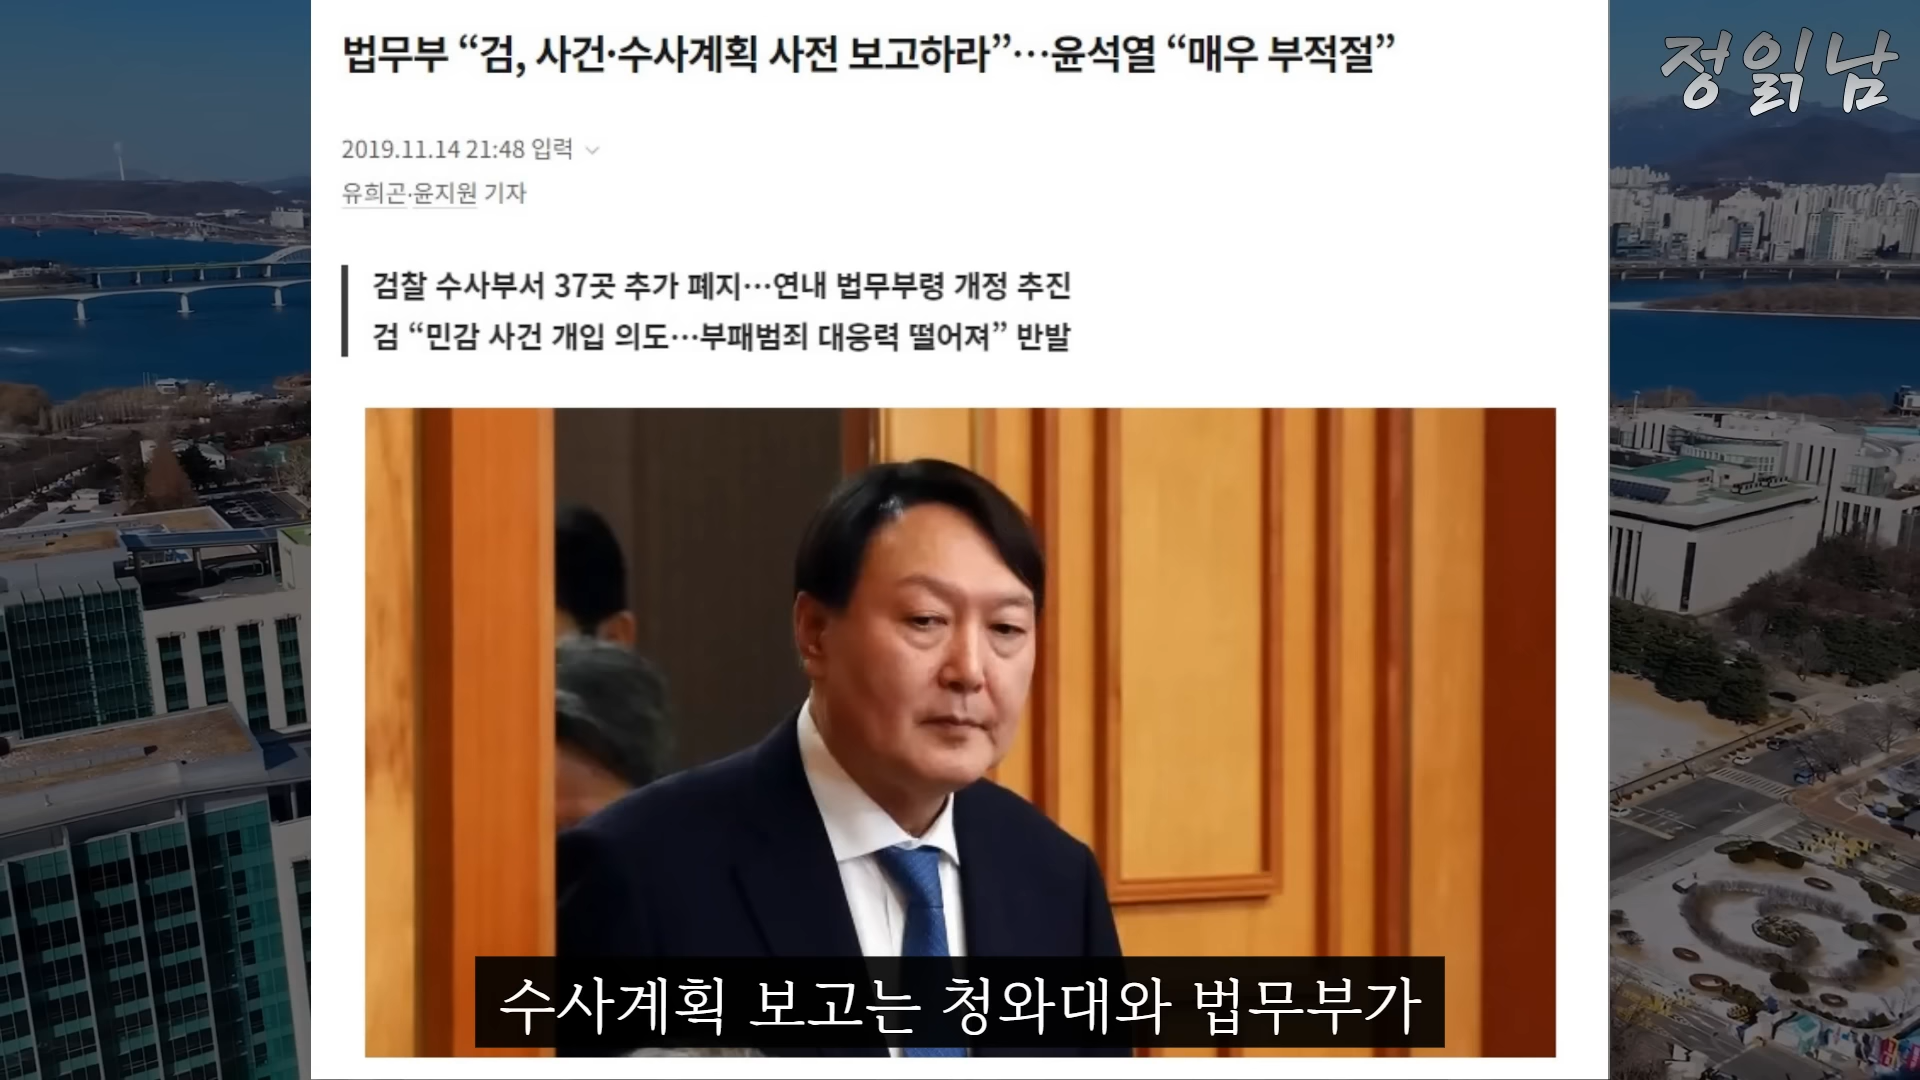 법무부 “검, 사건·수사계획 사전 보고하라”…윤석열 “매우 부적절”
정읽남
2019.11.14 21:48 입력
유희곤·윤지원 기자
검찰 수사부서 37곳 추가 폐지…연내 법무부령 개정 추진
검 “민감 사건 개입 의도…부패범죄 대응력 떨어져” 반발
수사계획 보고는 청와대와 법무부가